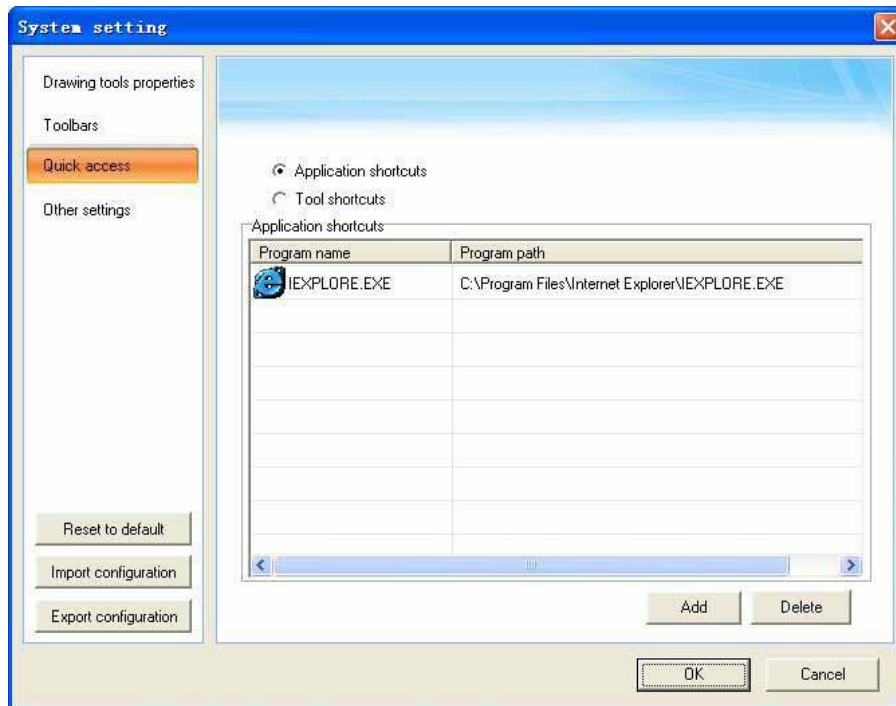 System setting
Drawing tools properties
Toolbars
Quick access
Other settings
Reset to default
Import configuration
Export configuration
Application shortcuts
Tool shortcuts
Application shortcuts
Program name Program path
IEXPLORE.EXE C:\Program Files\Internet Explorer\IEXPLORE.EXE
Add Delete
OK Cancel